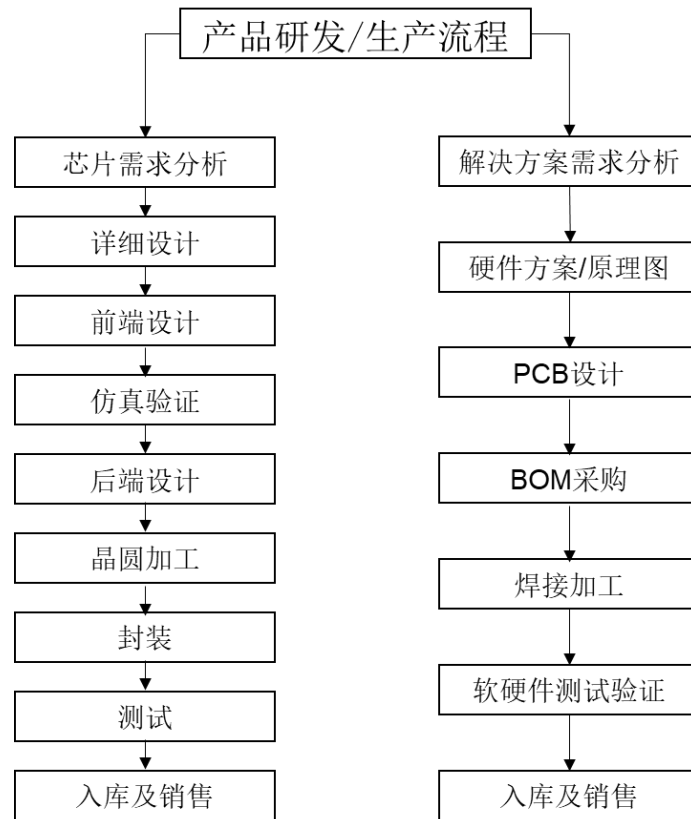 产品研发/生产流程
芯片需求分析
详细设计
前端设计
仿真验证
后端设计
晶圆加工
封装
测试
入库及销售
解决方案需求分析
硬件方案/原理图
PCB设计
BOM采购
焊接加工
软硬件测试验证
入库及销售